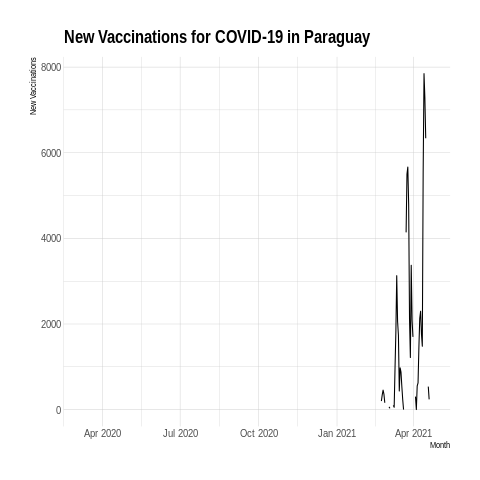 New Vaccinations for COVID-19 in Paraguay
New Vaccinations
8000
6000
4000
2000
0
Apr 2020 Jul 2020 Oct 2020 Jan 2021 Apr 2021
Month